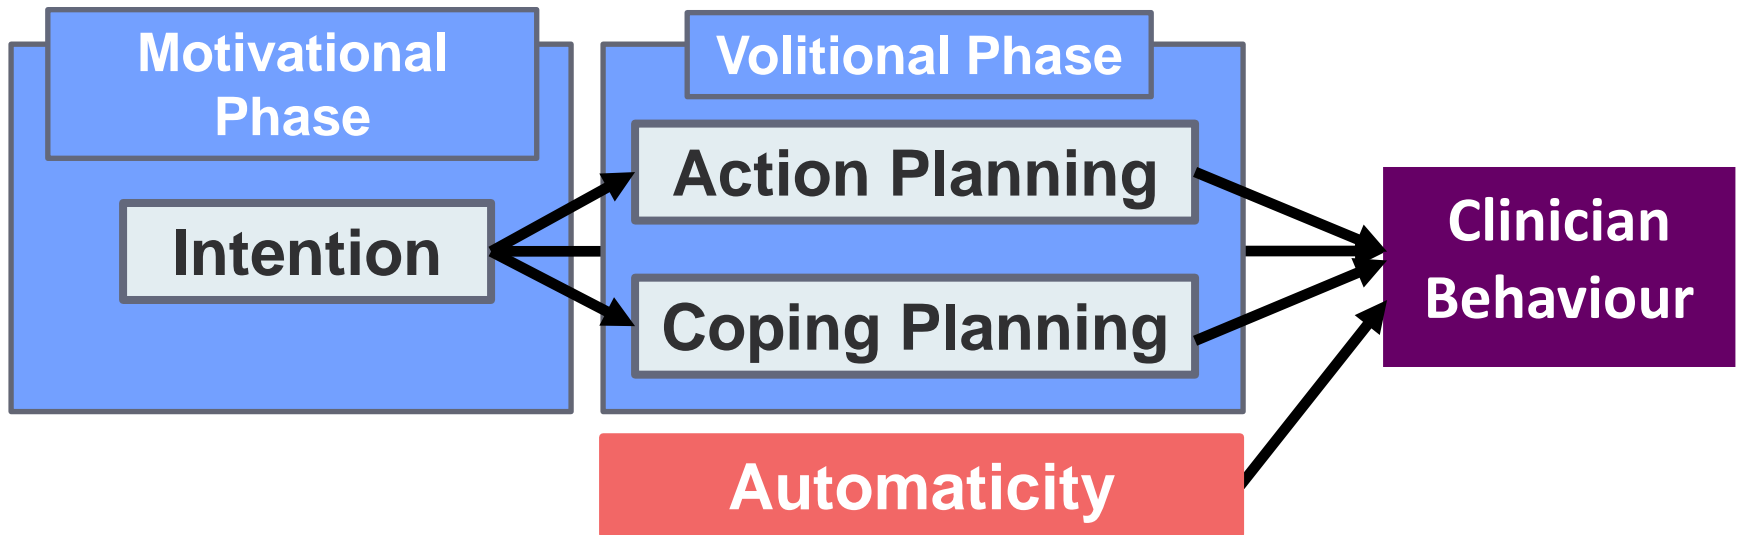 Motivational
Phase
Intention
Volitional Phase
Action Planning
Coping Planning
Automaticity
Clinician
Behaviour